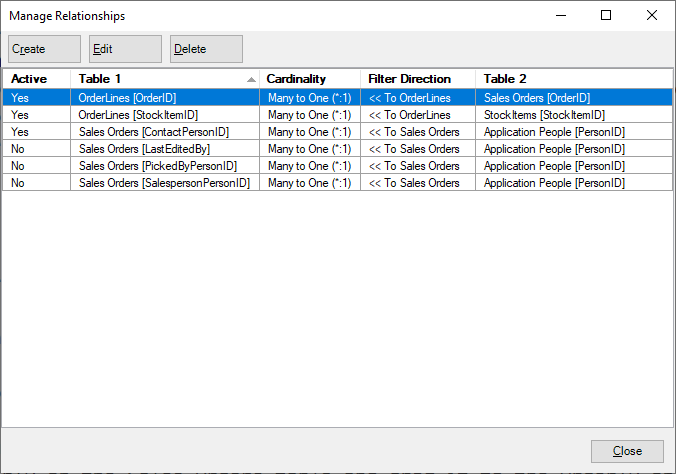 Manage Relationships
Create Edit Delete
Active Table 1 Cardinality Filter Direction Table 2
Yes OrderLines [OrderID] Many to One (*:1) << To OrderLines Sales Orders [OrderID]
Yes OrderLines [StockItemID] Many to One (*:1) << To OrderLines StockItems [StockItemID]
Yes Sales Orders [ContactPersonID] Many to One (*:1) << To Sales Orders Application People [PersonID]
No Sales Orders [LastEditedBy] Many to One (*:1) << To Sales Orders Application People [PersonID]
No Sales Orders [PickedByPersonID] Many to One (*:1) << To Sales Orders Application People [PersonID]
No Sales Orders [SalespersonPersonID] Many to One (*:1) << To Sales Orders Application People [PersonID]
Close